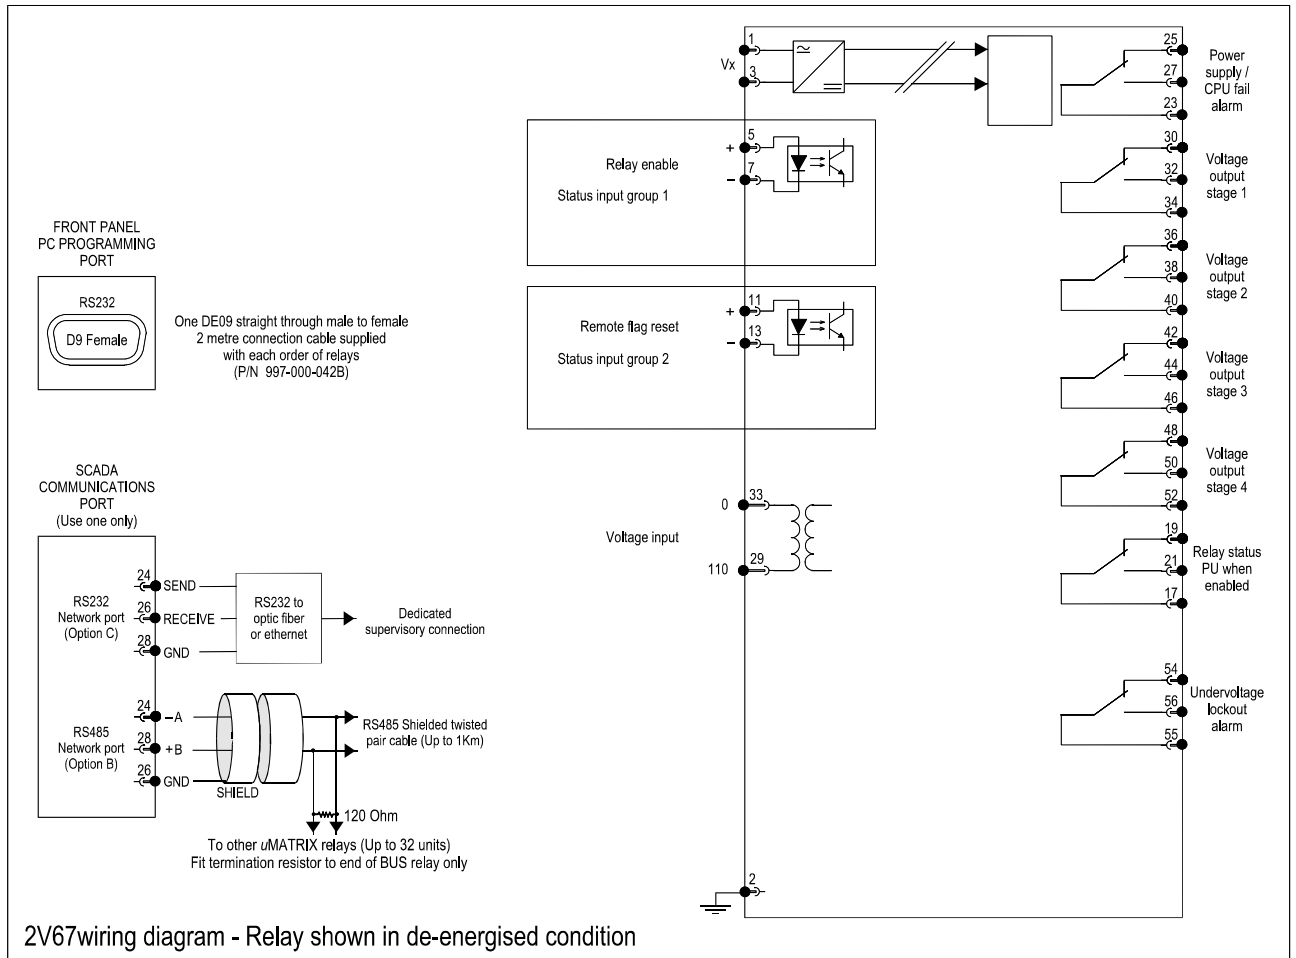 FRONT PANEL
PC PROGRAMMING
PORT
RS232
D9 Female
One DE09 straight through male to female
2 metre connection cable supplied
with each order of relays
(P/N 997-000-042B)
SCADA
COMMUNICATIONS
PORT
(Use one only)
RS232
Network port
(Option C)
24
SEND
26
RECEIVE
28
GND
RS232 to
optic fiber
or ethernet
Dedicated
supervisory connection
RS485
Network port
(Option B)
24
–A
28
+B
26
GND
SHIELD
RS485 Shielded twisted
pair cable (Up to 1Km)
120 Ohm
To other uMATRIX relays (Up to 32 units)
Fit termination resistor to end of BUS relay only
Vx
1
3
Relay enable
Status input group 1
+
5
–
7
Remote flag reset
Status input group 2
+
11
–
13
Voltage input
0
33
110
29
2
25
27
23
Power
supply /
CPU fail
alarm
30
32
34
Voltage
output
stage 1
36
38
40
Voltage
output
stage 2
42
44
46
Voltage
output
stage 3
48
50
52
Voltage
output
stage 4
19
21
17
Relay status
PU when
enabled
54
56
55
Undervoltage
lockout
alarm
2V67wiring diagram - Relay shown in de-energised condition